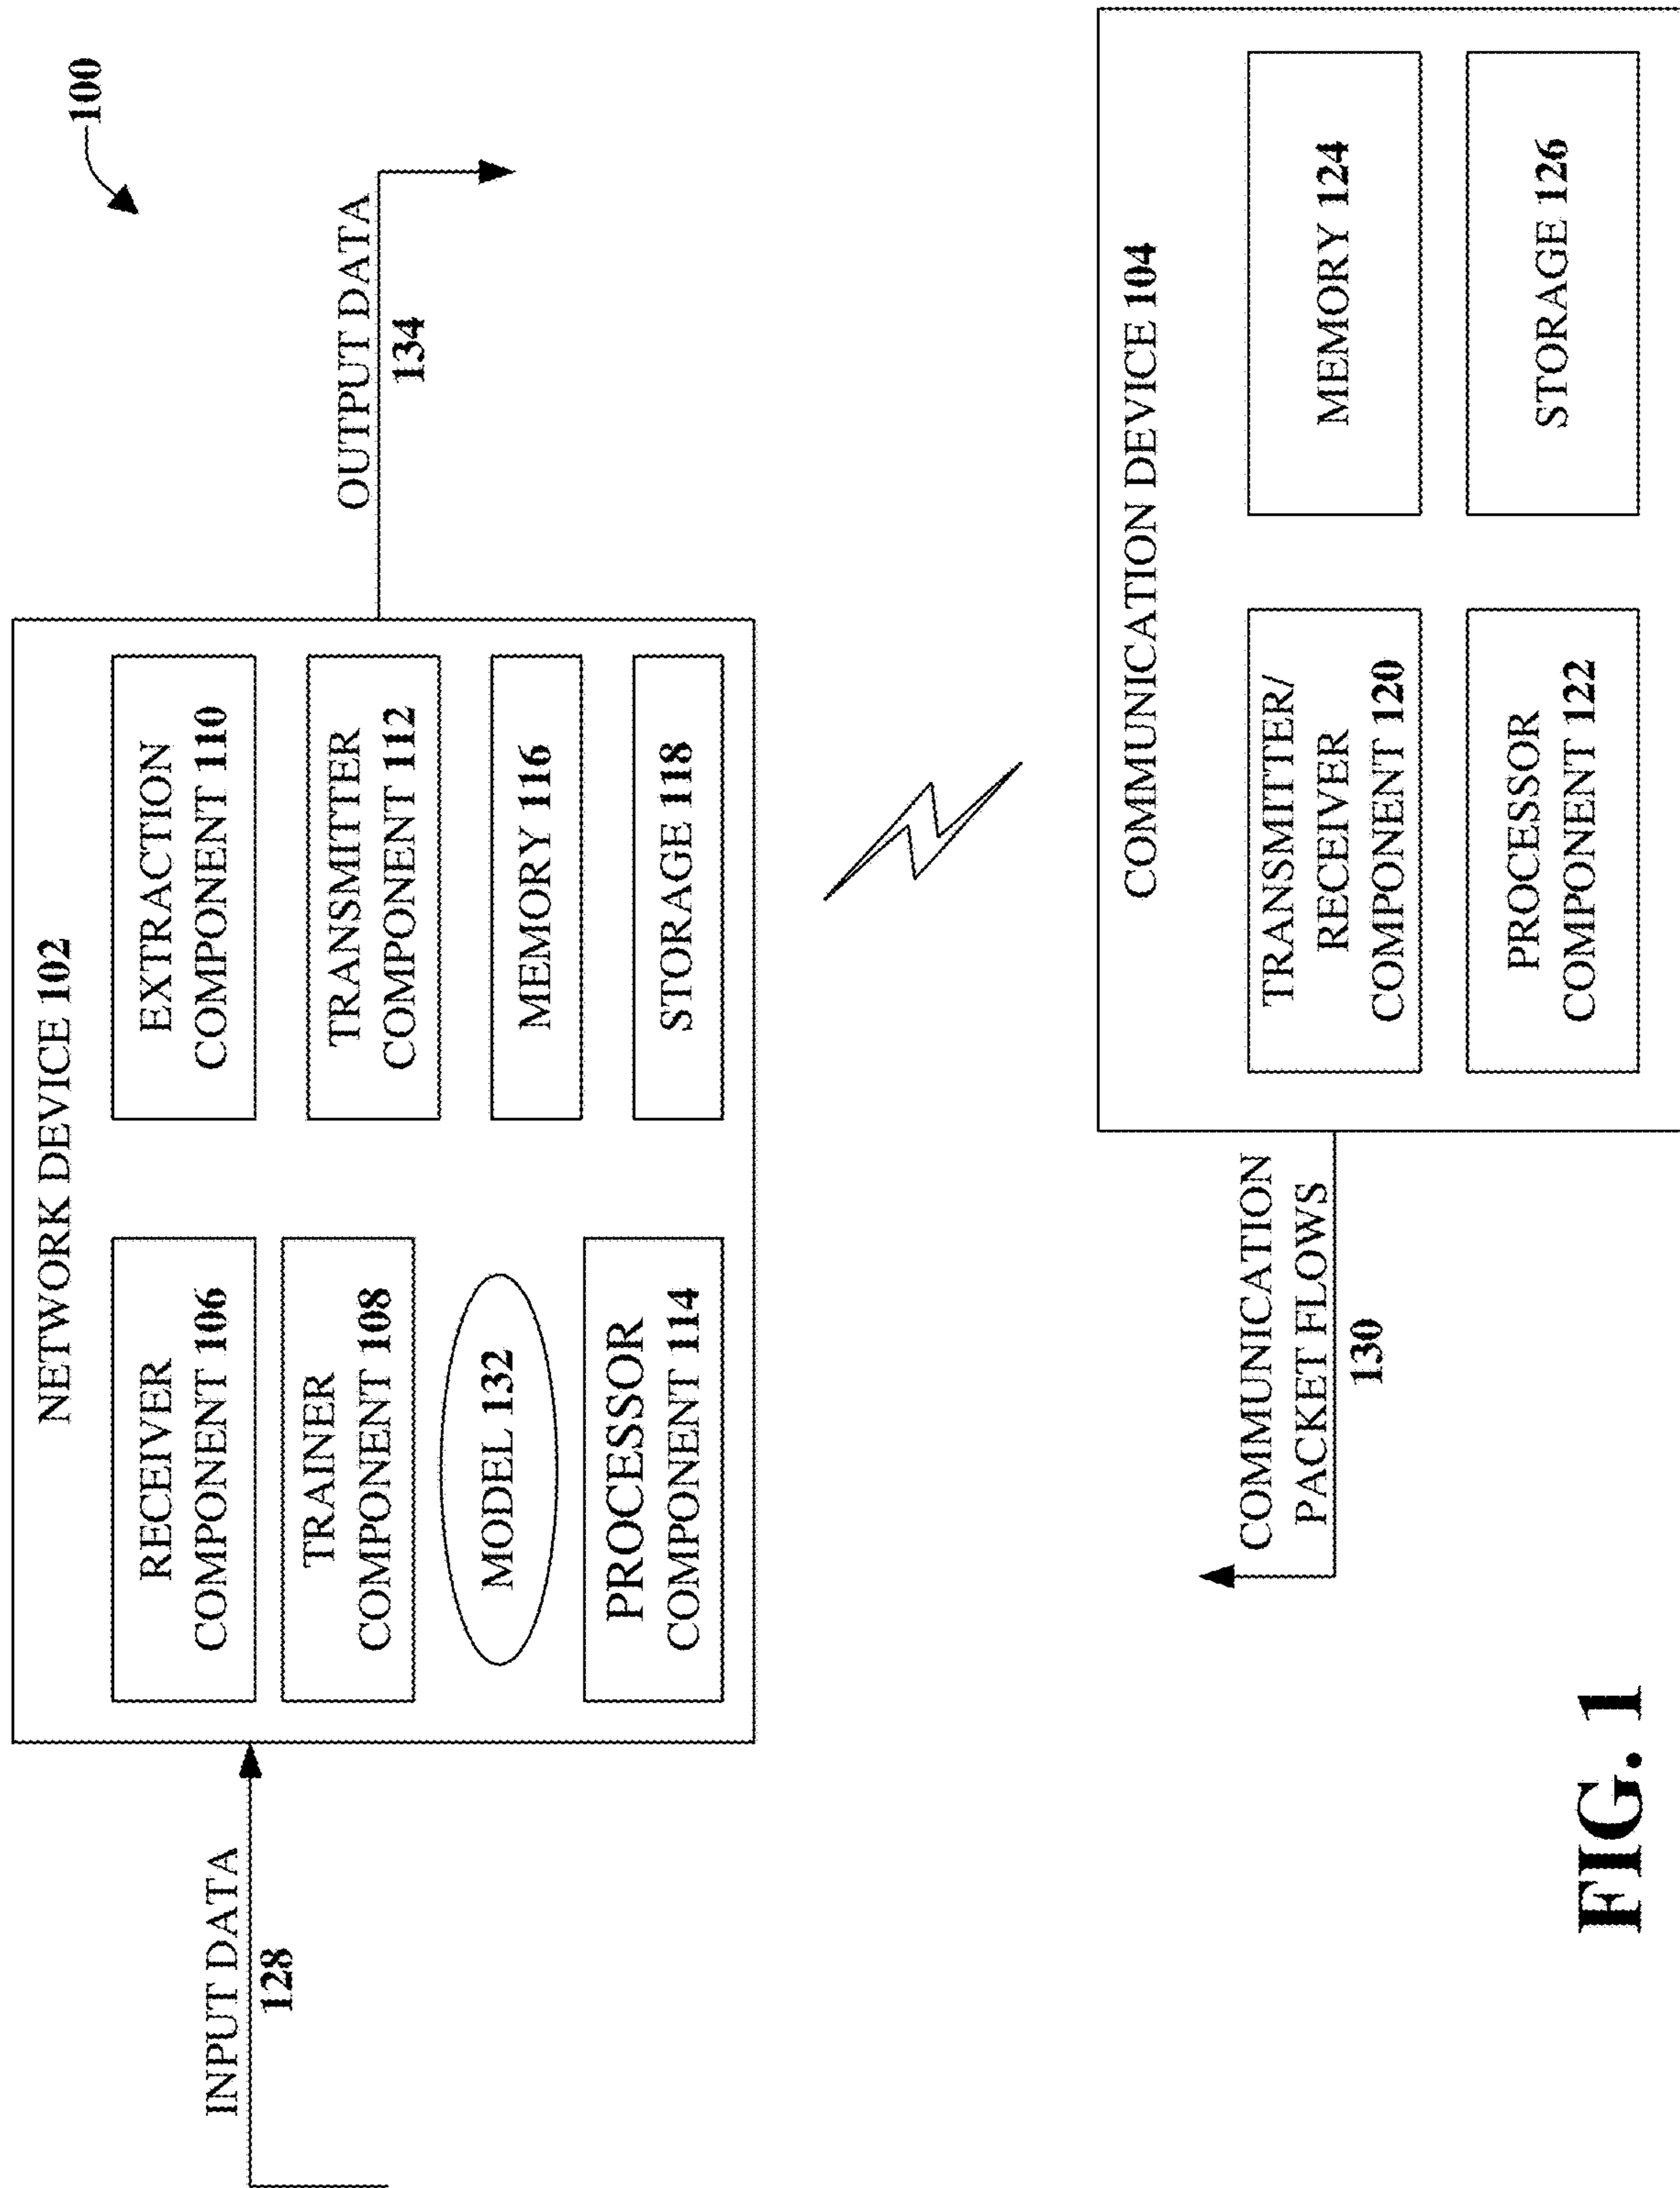 100
NETWORK DEVICE 102
INPUT DATA
128
RECEIVER
COMPONENT 106
TRAINER
COMPONENT 108
MODEL 132
PROCESSOR
COMPONENT 114
EXTRACTION
COMPONENT 110
TRANSMITTER
COMPONENT 112
MEMORY 116
STORAGE 118
OUTPUT DATA
134
COMMUNICATION DEVICE 104
COMMUNICATION
PACKET FLOWS
130
TRANSMITTER/
RECEIVER
COMPONENT 120
PROCESSOR
COMPONENT 122
MEMORY 124
STORAGE 126
FIG. 1